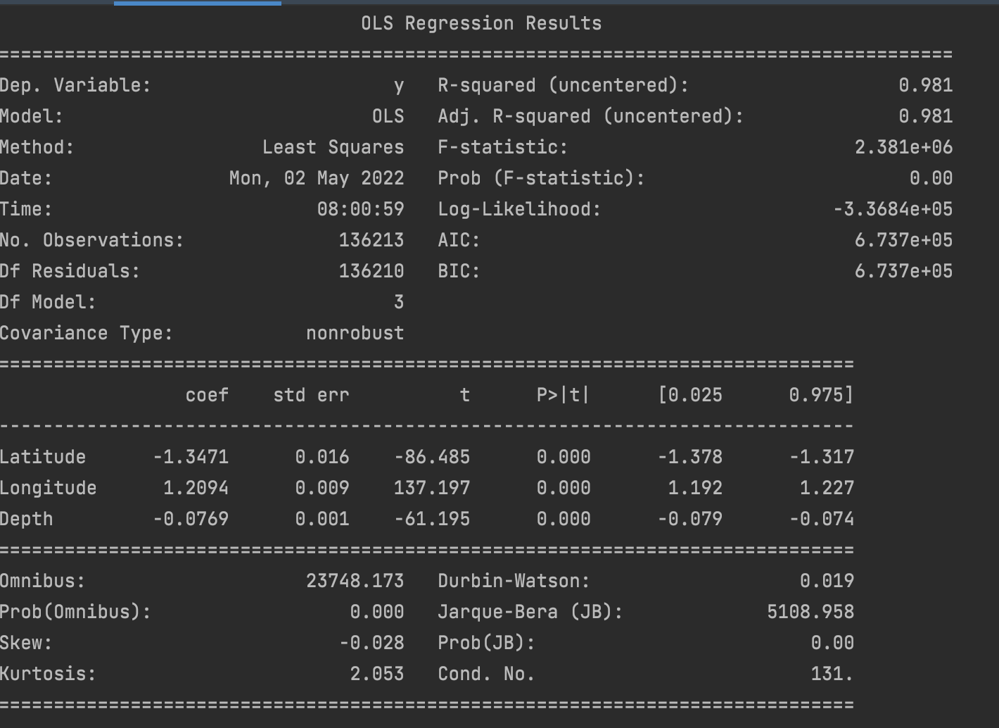 OLS Regression Results
=======================================================================================
Dep. Variable:                      y   R-squared (uncentered):                   0.981
Model:                            OLS   Adj. R-squared (uncentered):              0.981
Method:                 Least Squares   F-statistic:                          2.381e+06
Date:                Mon, 02 May 2022   Prob (F-statistic):                        0.00
Time:                        08:00:59   Log-Likelihood:                     -3.3684e+05
No. Observations:              136213   AIC:                                  6.737e+05
Df Residuals:                  136210   BIC:                                  6.737e+05
Df Model:                           3
Covariance Type:            nonrobust
==============================================================================
                 coef    std err          t      P>|t|      [0.025      0.975]
------------------------------------------------------------------------------
Latitude      -1.3471      0.016    -86.485      0.000      -1.378      -1.317
Longitude      1.2094      0.009    137.197      0.000       1.192       1.227
Depth         -0.0769      0.001    -61.195      0.000      -0.079      -0.074
==============================================================================
Omnibus:                    23748.173   Durbin-Watson:                   0.019
Prob(Omnibus):                  0.000   Jarque-Bera (JB):             5108.958
Skew:                          -0.028   Prob(JB):                         0.00
Kurtosis:                       2.053   Cond. No.                         131.
==============================================================================